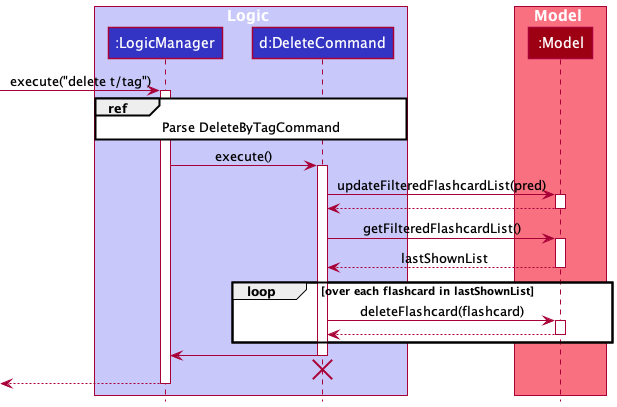 Logic
Model
:LogicManager
d:DeleteCommand
:Model
execute("delete t/tag")
ref
Parse DeleteByTagCommand
execute()
updateFilteredFlashcardList(pred)
getFilteredFlashcardList()
lastShownList
loop
[over each flashcard in lastShownList]
deleteFlashcard(flashcard)